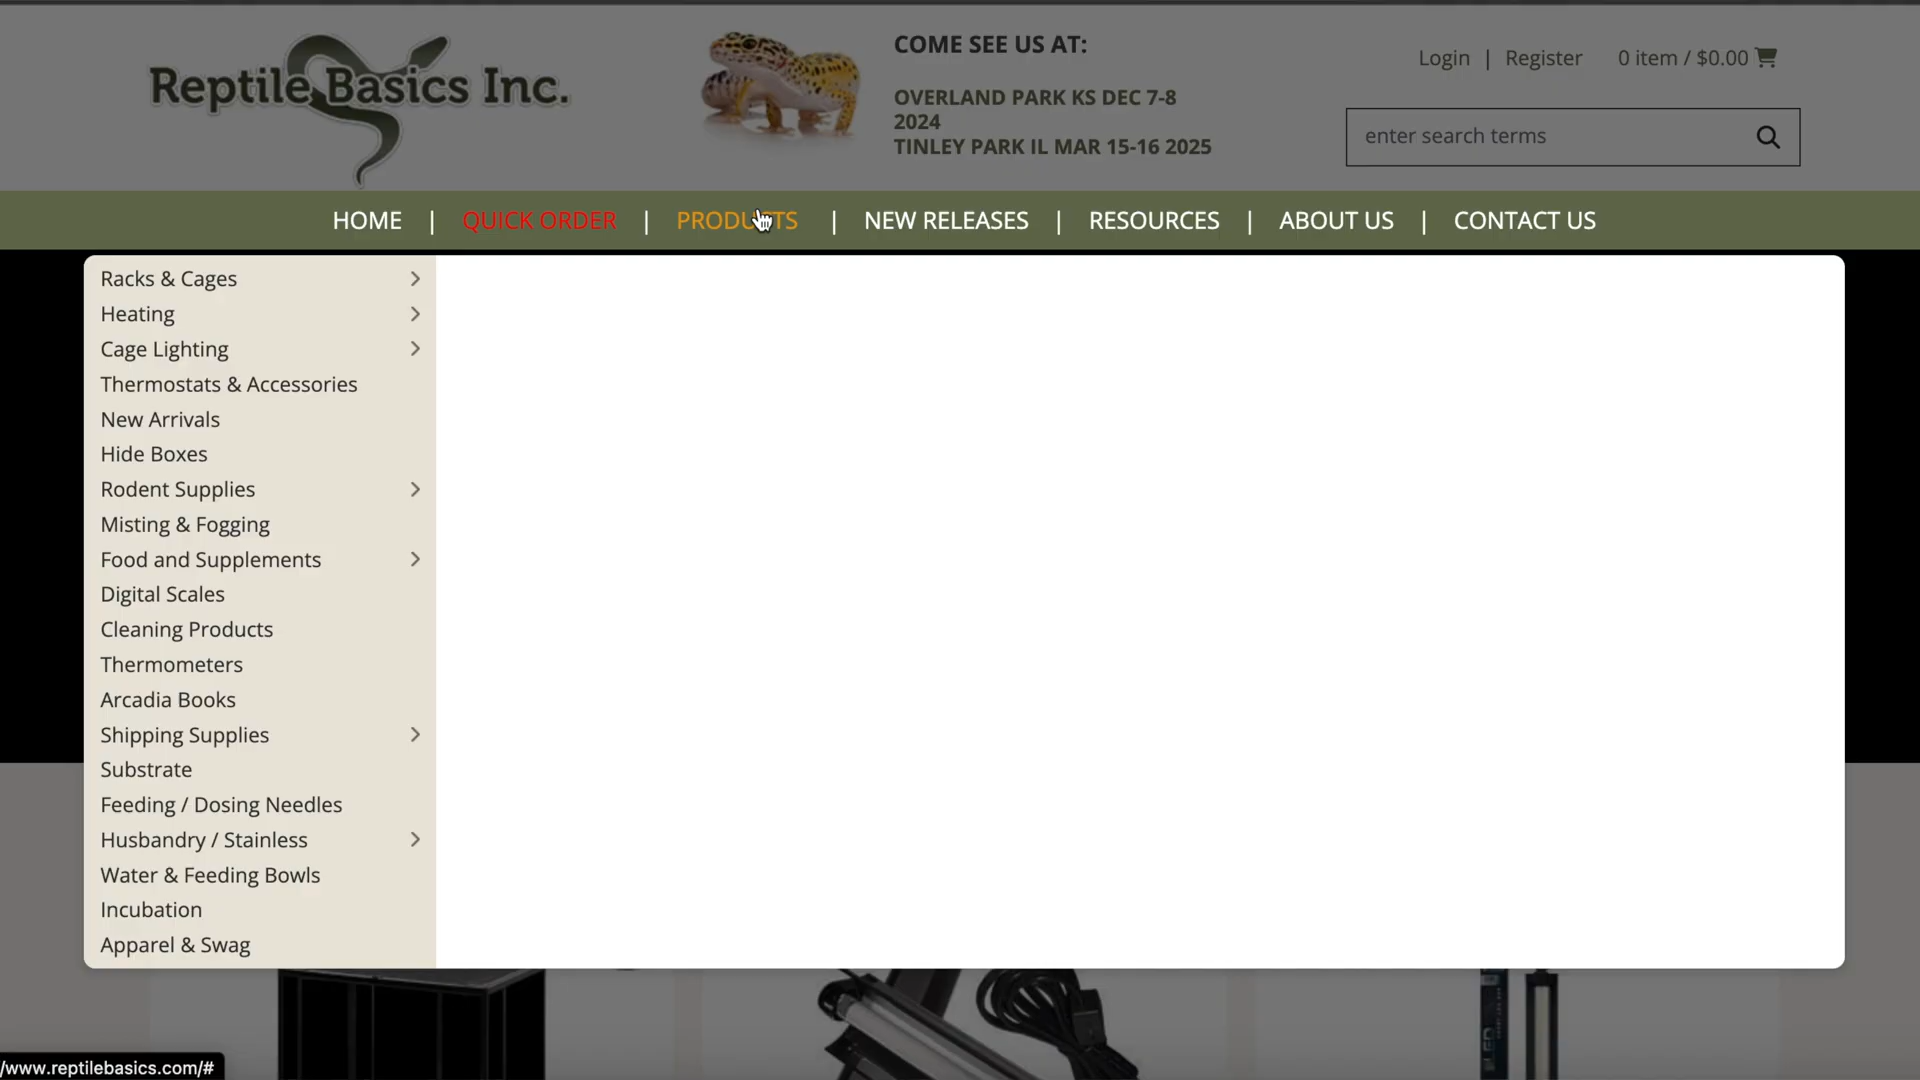 Reptile Basics Inc.
COME SEE US AT:
OVERLAND PARK KS DEC 7-8
2024
TINLEY PARK IL MAR 15-16 2025
Login | Register 0 item / $0.00
enter search terms
HOME | QUICK ORDER | PRODUCTS | NEW RELEASES | RESOURCES | ABOUT US | CONTACT US
Racks & Cages
Heating
Cage Lighting
Thermostats & Accessories
New Arrivals
Hide Boxes
Rodent Supplies
Misting & Fogging
Food and Supplements
Digital Scales
Cleaning Products
Thermometers
Arcadia Books
Shipping Supplies
Substrate
Feeding / Dosing Needles
Husbandry / Stainless
Water & Feeding Bowls
Incubation
Apparel & Swag
/www.reptilebasics.com/#